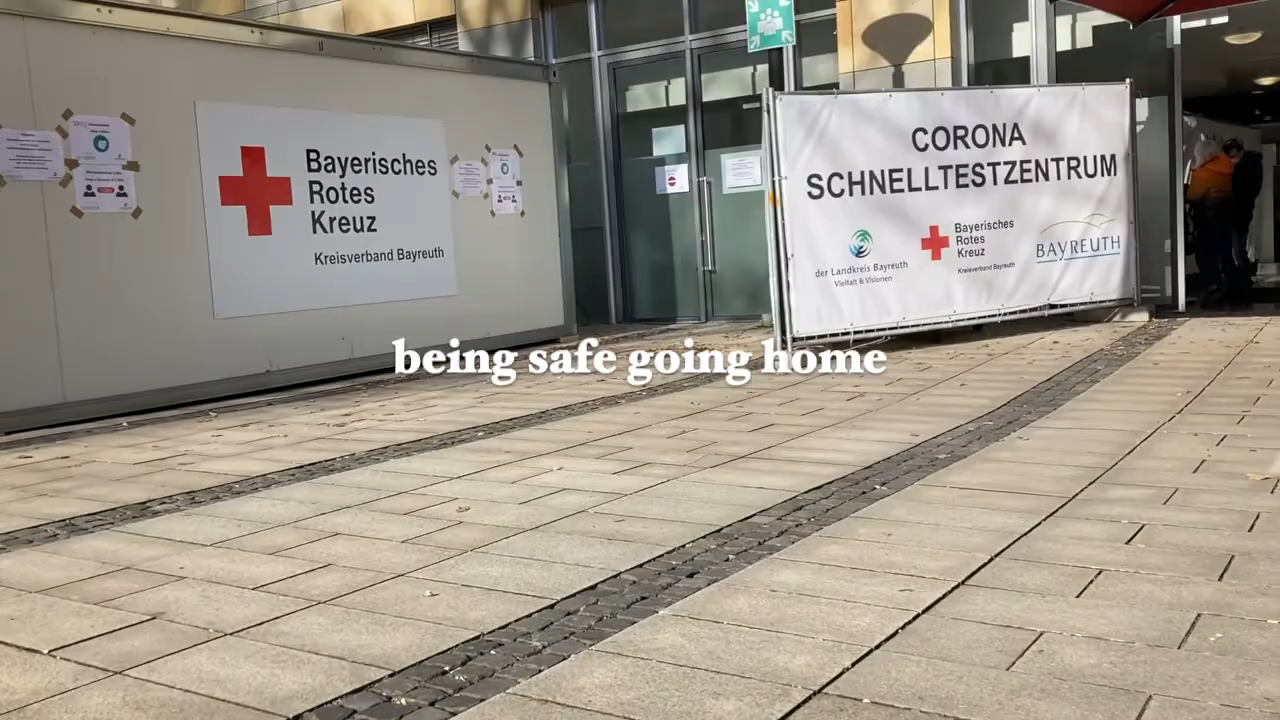 Bayerisches
Rotes
Kreuz
Kreisverband Bayreuth
CORONA
SCHNELLTESTZENTRUM
der Landkreis Bayreuth
Vielfalt & Visionen
Bayerisches
Rotes
Kreuz
Kreisverband Bayreuth
BAYREUTH
being safe going home